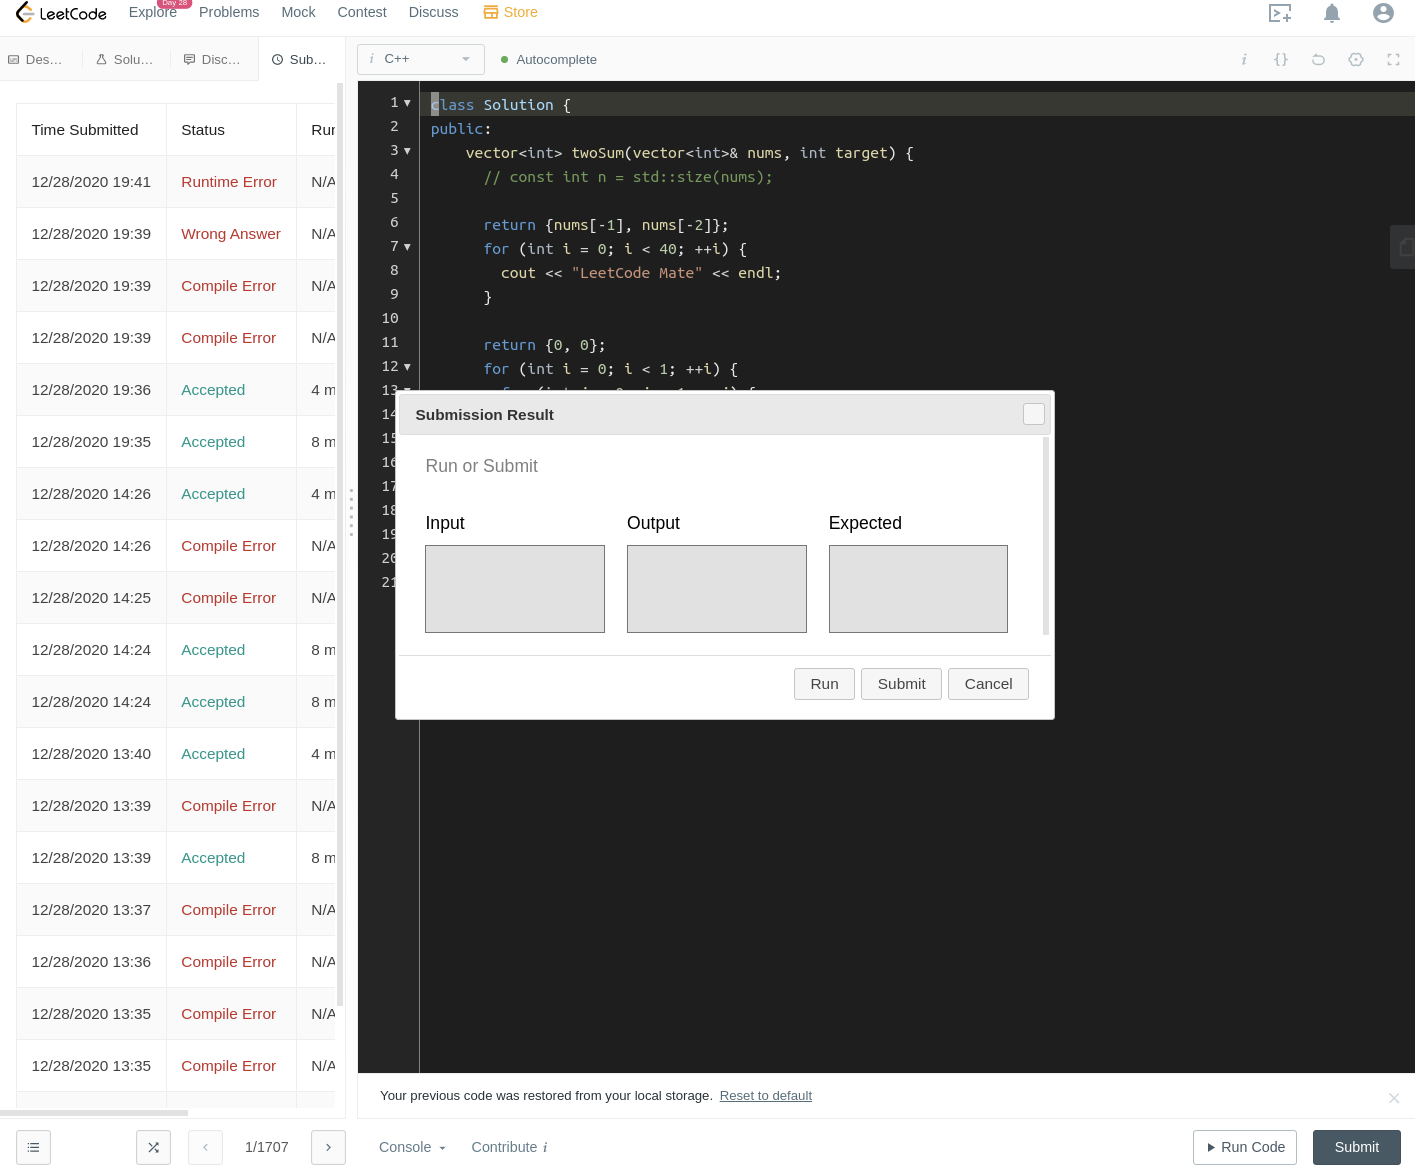 LeetCode Explore Day 28 Problems Mock Contest Discuss Store
Des... Solu... Disc... Sub...
C++ Autocomplete
Time Submitted Status Run
12/28/2020 19:41 Runtime Error N/A
12/28/2020 19:39 Wrong Answer N/A
12/28/2020 19:39 Compile Error N/A
12/28/2020 19:39 Compile Error N/A
12/28/2020 19:36 Accepted 4 m
12/28/2020 19:35 Accepted 8 m
12/28/2020 14:26 Accepted 4 m
12/28/2020 14:26 Compile Error N/A
12/28/2020 14:25 Compile Error N/A
12/28/2020 14:24 Accepted 8 m
12/28/2020 14:24 Accepted 8 m
12/28/2020 13:40 Accepted 4 m
12/28/2020 13:39 Compile Error N/A
12/28/2020 13:39 Accepted 8 m
12/28/2020 13:37 Compile Error N/A
12/28/2020 13:36 Compile Error N/A
12/28/2020 13:35 Compile Error N/A
12/28/2020 13:35 Compile Error N/A
1 class Solution {
2 public:
3 vector<int> twoSum(vector<int>& nums, int target) {
4 // const int n = std::size(nums);
5
6 return {nums[-1], nums[-2]};
7 for (int i = 0; i < 40; ++i) {
8 cout << "LeetCode Mate" << endl;
9 }
10
11 return {0, 0};
12 for (int i = 0; i < 1; ++i) {
13
14
15
16
17
18
19
20
21
Submission Result
Run or Submit
Input Output Expected
Run Submit Cancel
Your previous code was restored from your local storage. Reset to default
1/1707
Console Contribute i
Run Code Submit